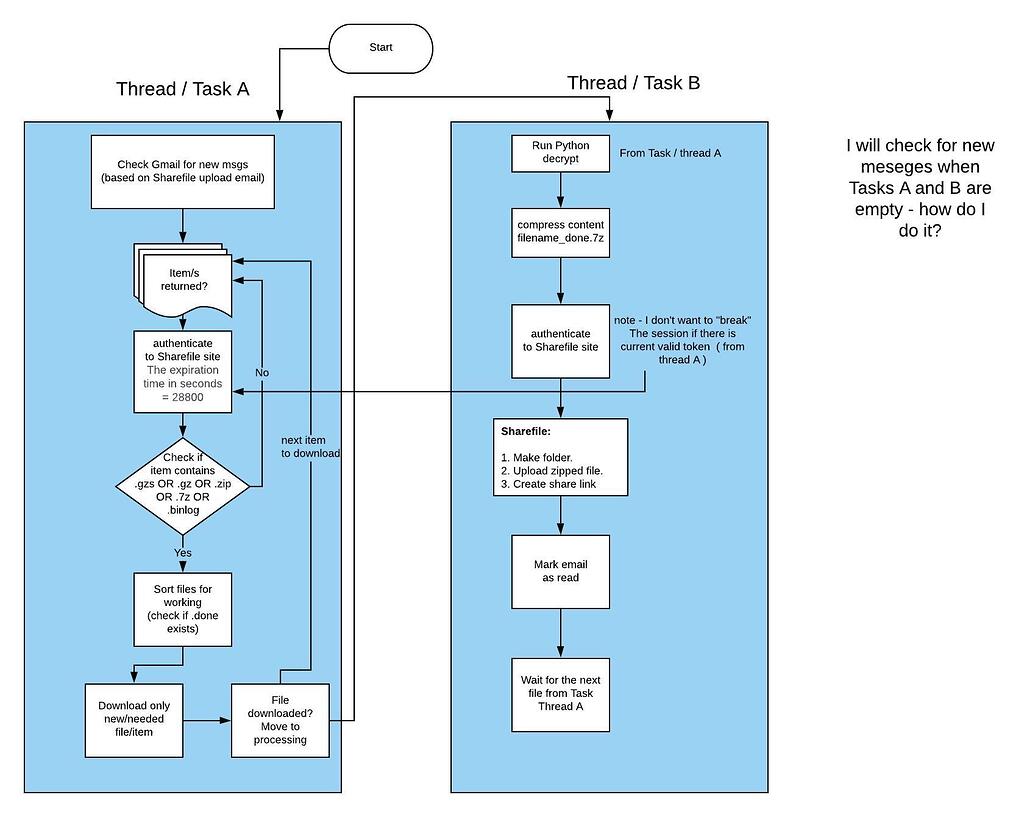 Start
Thread / Task A
Check Gmail for new msgs
(based on Sharefile upload email)
Item/s
returned?
authenticate
to Sharefile site
The expiration
time in seconds
= 28800
No
next item
to download
Check if
item contains
.gzs OR .gz OR .zip
OR .7z OR
.binlog
Yes
Sort files for
working
(check if .done
exists)
Download only
new/needed
file/item
File
downloaded?
Move to
processing
Thread / Task B
Run Python
decrypt
From Task / thread A
compress content
filename_done.7z
authenticate
to Sharefile site
note - I don't want to "break"
The session if there is
current valid token ( from
thread A )
Sharefile:
1. Make folder.
2. Upload zipped file.
3. Create share link
Mark email
as read
Wait for the next
file from Task
Thread A
I will check for new
meseges when
Tasks A and B are
empty - how do I
do it?